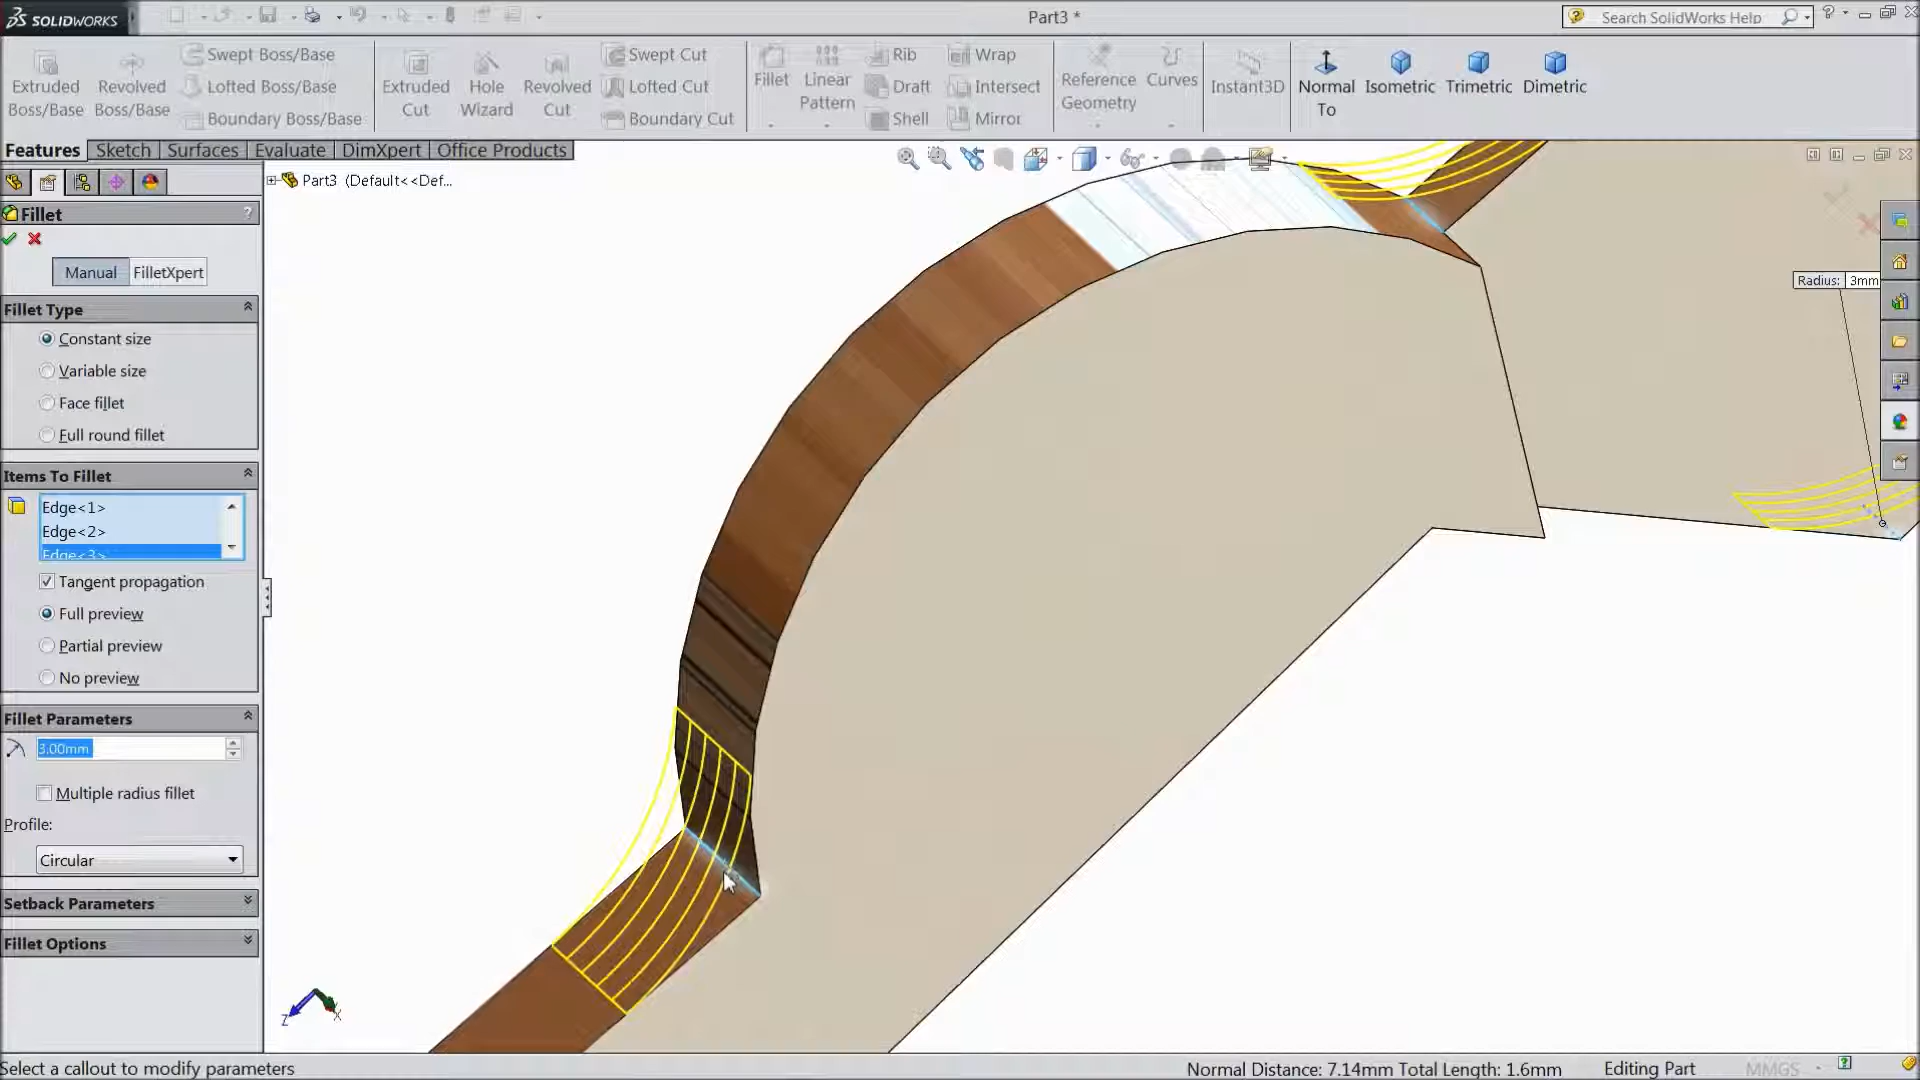 SOLIDWORKS
Part3 *
Search SolidWorks Help
Extruded Boss/Base
Revolved Boss/Base
Swept Boss/Base
Lofted Boss/Base
Boundary Boss/Base
Extruded Cut
Hole Wizard
Revolved Cut
Swept Cut
Lofted Cut
Boundary Cut
Fillet
Linear Pattern
Rib
Draft
Shell
Wrap
Intersect
Mirror
Reference Geometry
Curves
Instant3D
Normal To
Isometric
Trimetric
Dimetric
Features
Sketch
Surfaces
Evaluate
DimXpert
Office Products
Part3 (Default<<Def...
Fillet
?
Manual
FilletXpert
Fillet Type
Constant size
Variable size
Face fillet
Full round fillet
Items To Fillet
Edge<1>
Edge<2>
Edge<3>
Tangent propagation
Full preview
Partial preview
No preview
Fillet Parameters
3.00mm
Multiple radius fillet
Profile:
Circular
Setback Parameters
Fillet Options
Radius: 3mm
Z
X
Select a callout to modify parameters
Normal Distance: 7.14mm Total Length: 1.6mm
Editing Part
MMGS